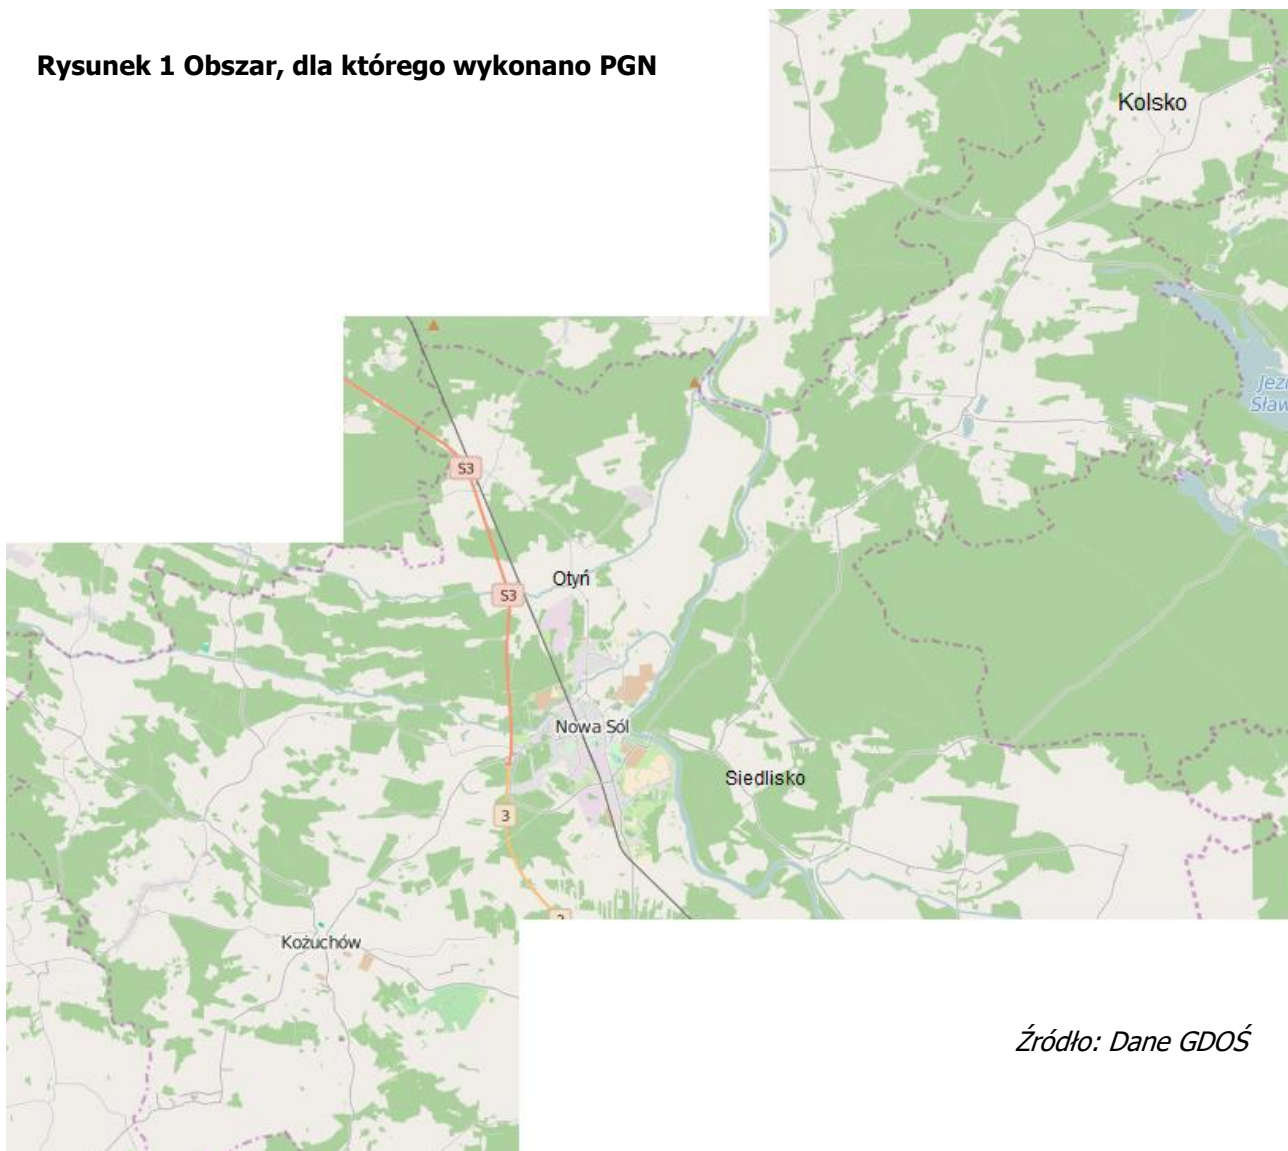 Rysunek 1 Obszar, dla którego wykonano PGN
Kolsko
S3
Otyń
S3
Nowa Sól
Siedlisko
3
Kożuchów
Źródło: Dane GDOŚ